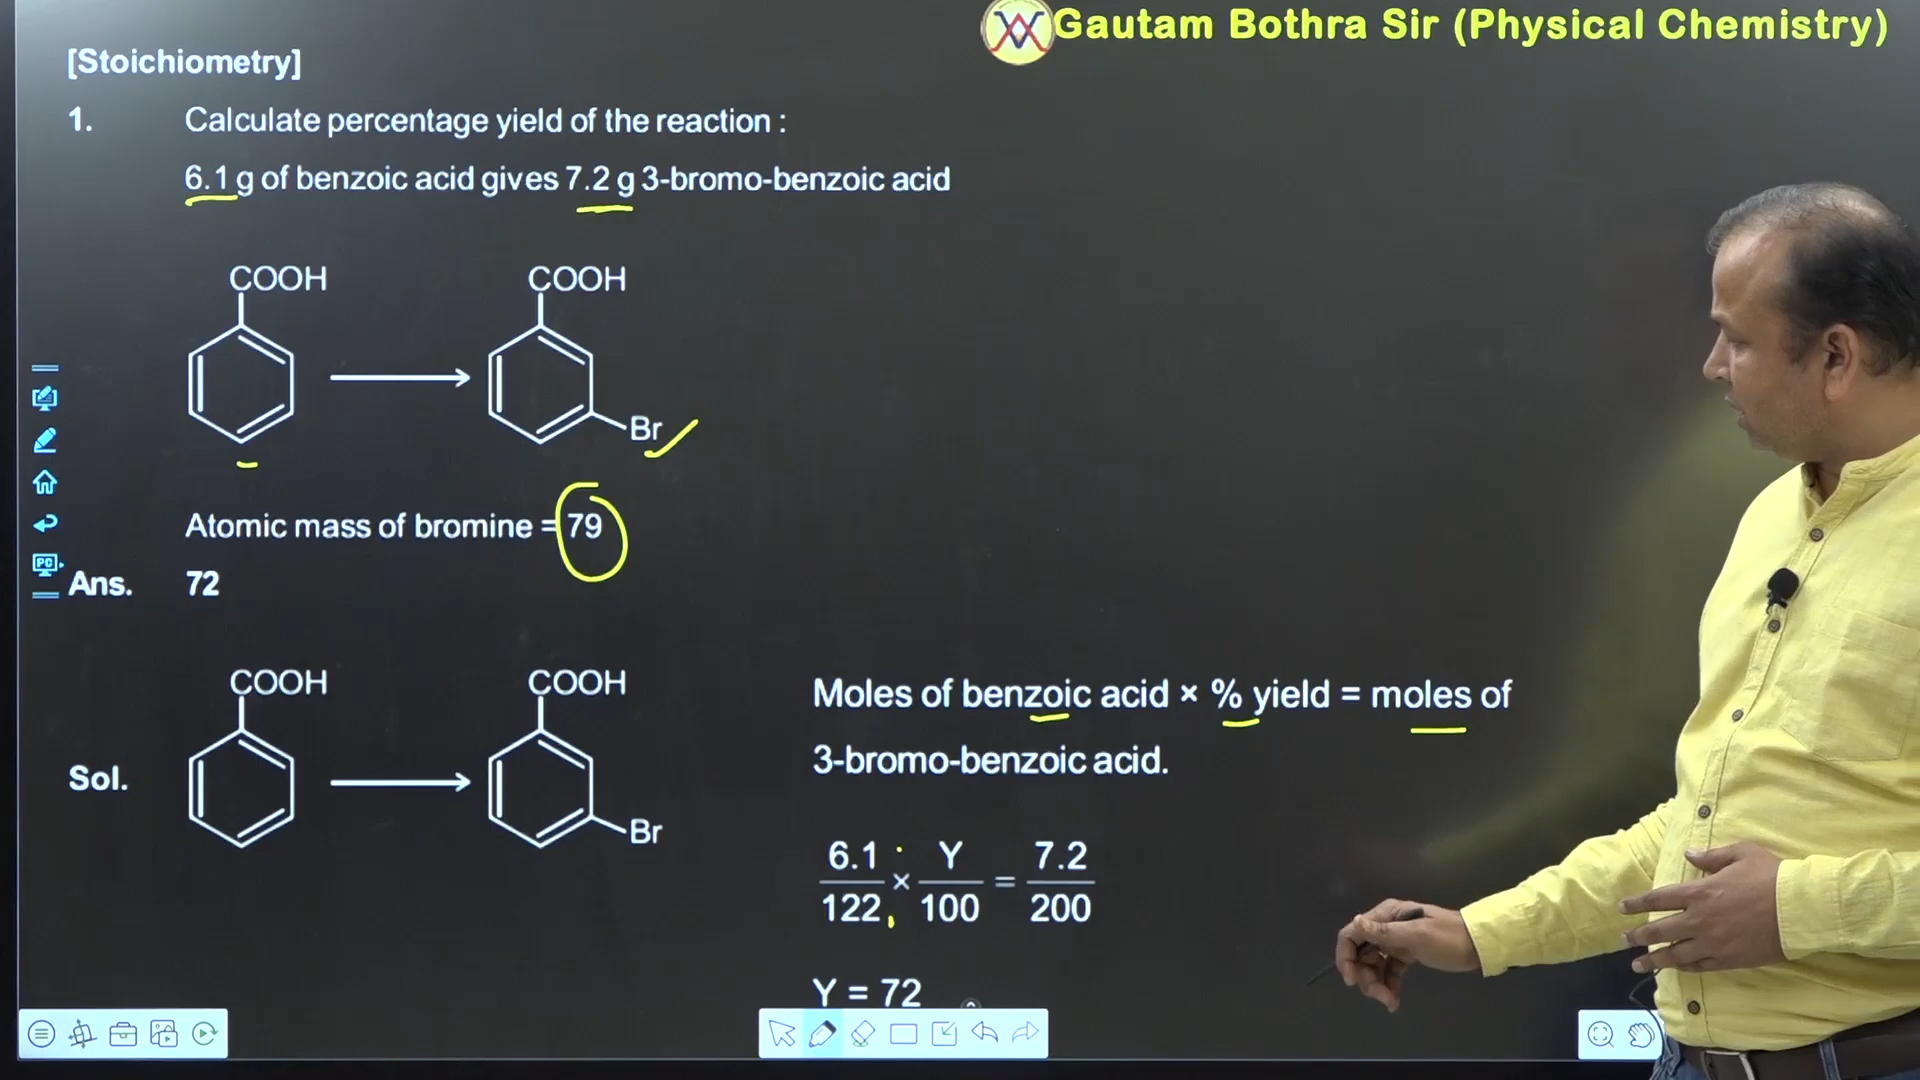 Gautam Bothra Sir (Physical Chemistry)
[Stoichiometry]
1. Calculate percentage yield of the reaction :
6.1 g of benzoic acid gives 7.2 g 3-bromo-benzoic acid
COOH COOH
Br
Atomic mass of bromine = 79
Ans. 72
COOH COOH
Sol.
Br
Moles of benzoic acid × % yield = moles of
3-bromo-benzoic acid.
6.1/122 × Y/100 = 7.2/200
Y = 72
PC